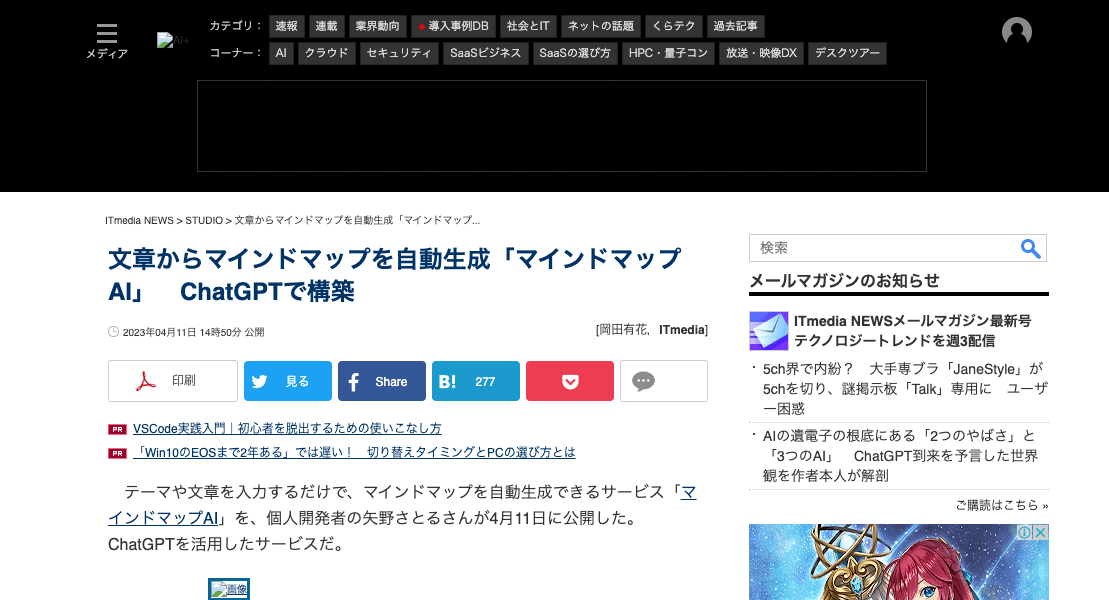 メディア
AI+
カテゴリ： 速報 連載 業界動向 導入事例DB 社会とIT ネットの話題 くらテク 過去記事
コーナー： AI クラウド セキュリティ SaaSビジネス SaaSの選び方 HPC・量子コン 放送・映像DX デスクツアー
ITmedia NEWS > STUDIO > 文章からマインドマップを自動生成「マインドマップ...
文章からマインドマップを自動生成「マインドマップ
AI」　ChatGPTで構築
2023年04月11日 14時50分 公開
[岡田有花, ITmedia]
印刷 見る Share B! 277
PR VSCode実践入門｜初心者を脱出するための使いこなし方
PR 「Win10のEOSまで2年ある」では遅い！　切り替えタイミングとPCの選び方とは
テーマや文章を入力するだけで、マインドマップを自動生成できるサービス「マ
インドマップAI」を、個人開発者の矢野さとるさんが4月11日に公開した。
ChatGPTを活用したサービスだ。
画像
検索
メールマガジンのお知らせ
ITmedia NEWSメールマガジン最新号
テクノロジートレンドを週3配信
・5ch界で内紛？　大手専ブラ「JaneStyle」が
5chを切り、謎掲示板「Talk」専用に　ユーザ
ー困惑
・AIの遺電子の根底にある「2つのやばさ」と
「3つのAI」　ChatGPT到来を予言した世界
観を作者本人が解剖
ご購読はこちら »